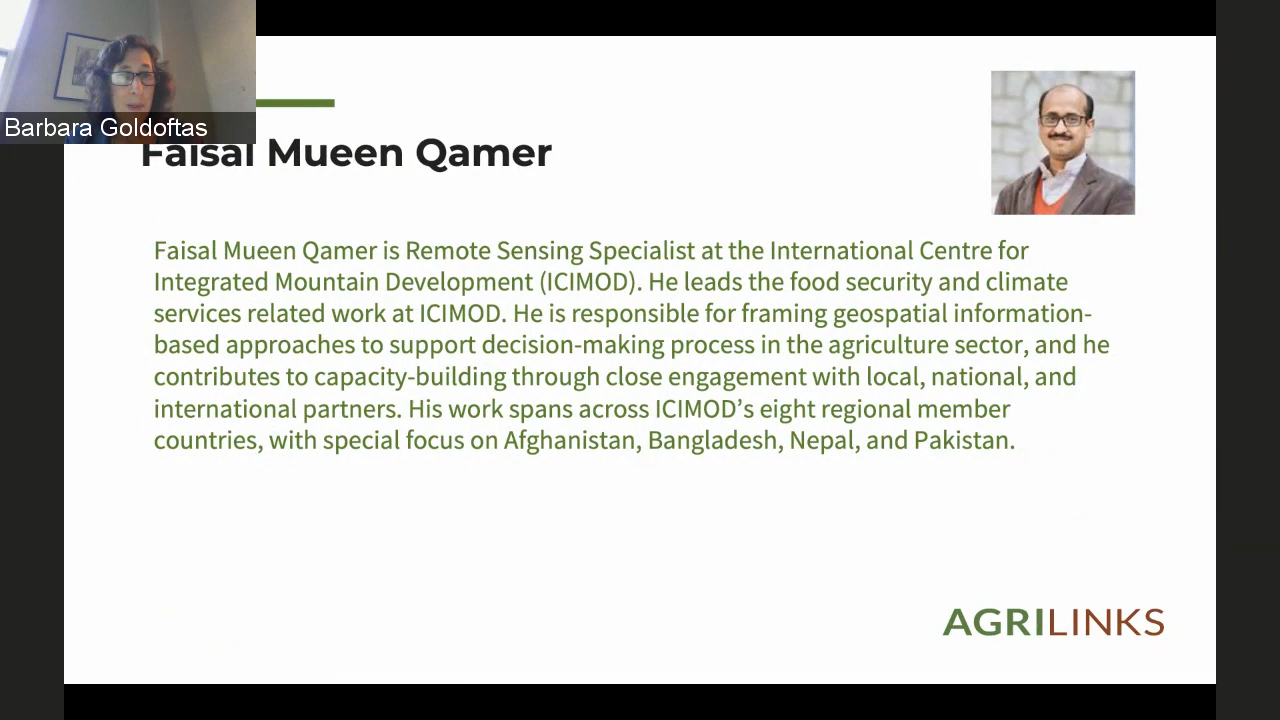 Barbara Goldoftas
Faisal Mueen Qamer
Faisal Mueen Qamer is Remote Sensing Specialist at the International Centre for
Integrated Mountain Development (ICIMOD). He leads the food security and climate
services related work at ICIMOD. He is responsible for framing geospatial information-
based approaches to support decision-making process in the agriculture sector, and he
contributes to capacity-building through close engagement with local, national, and
international partners. His work spans across ICIMOD’s eight regional member
countries, with special focus on Afghanistan, Bangladesh, Nepal, and Pakistan.
AGRILINKS